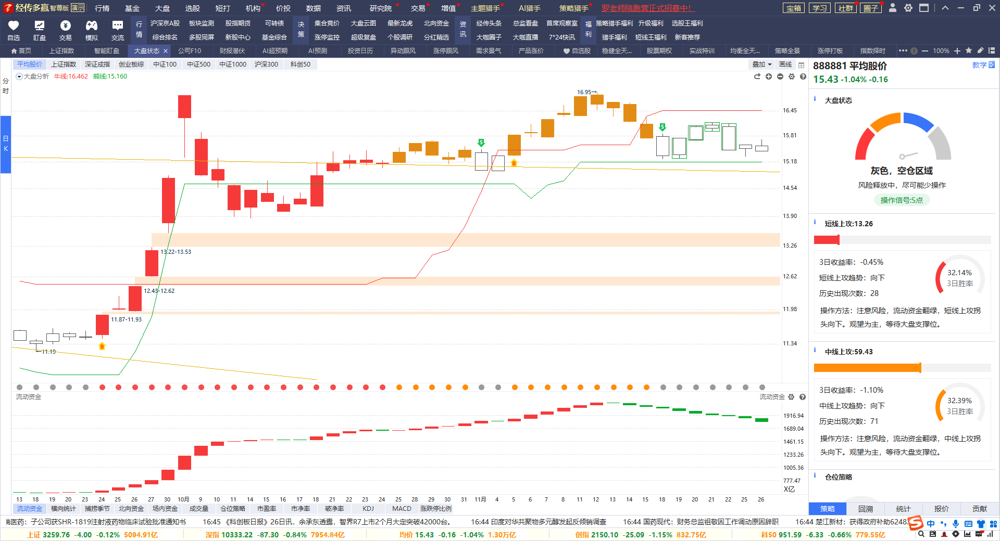 经传多赢 智尊版 演示 行情 基金 大盘 选股 短打 机构 价投 数据 资讯 研究院 交易 增值 主题猎手 AI猎手 策略猎手 罗老师陪跑营正式招募中！ 宝箱 学习 社群 圈子
自选 盯盘 交易 模拟 交流
行情 沪深京A股 板块监测 股指期货 可转债 决策 集合竞价 大盘云图 最新龙虎 北向资金 资讯 经传头条 总监看盘 首席观察室 福利 策略猎手福利 升级福利 选股王福利
综合排名 多股同屏 新股中心 基金综合 涨停监控 超级复盘 个股调研 分红精选 大咖圈子 大咖直播 7*24快讯 猎手福利 短线王福利 新客推荐
首页 上证指数 智能盯盘 大盘状态 × 公司F10 财报潜伏 AI超预期 AI预测 投资日历 异动跟风 涨停跟风 需求景气 产品涨价 自选股 稳健全天... 股票期权 实战特训 均衡全天... 策略全景 涨停打板 指数择时 100%
平均股价 上证指数 深证成指 创业板综 中证100 中证500 中证1000 沪深300 科创50 叠加 画线
分时
日K
大盘分析 牛线:16.462 熊线:15.160
16.95
16.45
15.81
15.18
14.54
13.90
13.26
12.62
11.98
11.34
S
S
B
B
13.22-13.53
12.43-12.62
11.87-11.93
11.19
流动资金 流动资金
1916.94
1689.04
1461.15
1233.26
1005.36
777.47
X亿
13 18 19 20 23 24 25 26 27 30 10月 9 10 11 14 15 16 17 18 21 22 23 24 25 28 29 30 31 11月 4 5 6 7 8 11 12 13 14 15 18 19 20 21 22 25 26
流动资金 横向统计 捕捞季节 北向资金 场内资金 成交量 仓位策略 市盈率 市净率 破净率 KDJ MACD 涨跌停比例
888881 平均股价 教学
15.43 -1.04% -0.16
大盘状态
灰色，空仓区域
风险释放中，尽可能少操作
操作信号:S点
短线上攻:13.26
3日收益率：-0.45%
短线上攻趋势：向下
历史出现次数：28
32.14%
3日胜率
操作方法：注意风险，流动资金翻绿，短线上攻拐
头向下。观望为主，等待大盘支撑位。
中线上攻:59.43
3日收益率：-1.10%
中线上攻趋势：向下
历史出现次数：71
32.39%
3日胜率
操作方法：注意风险，流动资金翻绿，中线上攻拐
头向下。观望为主，等待大盘支撑位。
仓位策略
策略 回溯 统计 报价 贡献
瑞医药：子公司获SHR-1819注射液药物临床试验批准通知书 16:45 《科创板日报》26日讯，余承东透露，智界R7上市2个月大定突破42000台。 16:44 印度对华共聚物多元醇发起反倾销调查 16:44 国药现代：财务总监祖敬因工作调动原因辞职 16:44 楚江新材：获得政府补助6248.
S 中
上证 3259.76 -4.00 -0.12% 5094.91亿 深指 10333.22 -87.30 -0.84% 7954.84亿 均价 15.43 -0.16 -1.04% 1.30万亿 创指 2150.10 -25.09 -1.15% 832.75亿 科50 951.59 -6.33 -0.66% 779.55亿